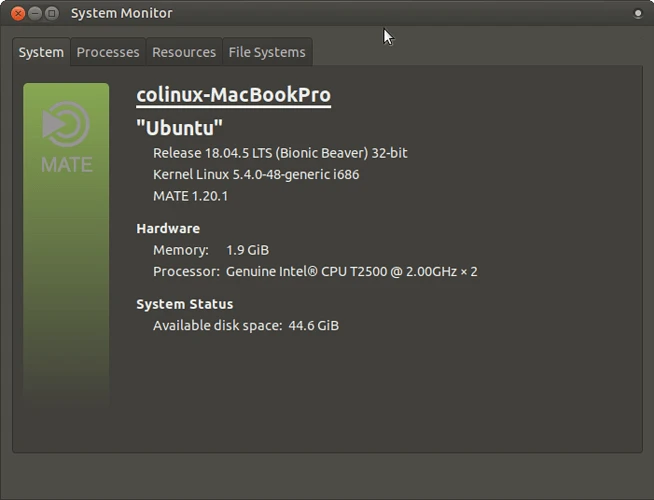 System Monitor
System Processes Resources File Systems
MATE
colinux-MacBookPro
"Ubuntu"
Release 18.04.5 LTS (Bionic Beaver) 32-bit
Kernel Linux 5.4.0-48-generic i686
MATE 1.20.1
Hardware
Memory: 1.9 GiB
Processor: Genuine Intel® CPU T2500 @ 2.00GHz × 2
System Status
Available disk space: 44.6 GiB